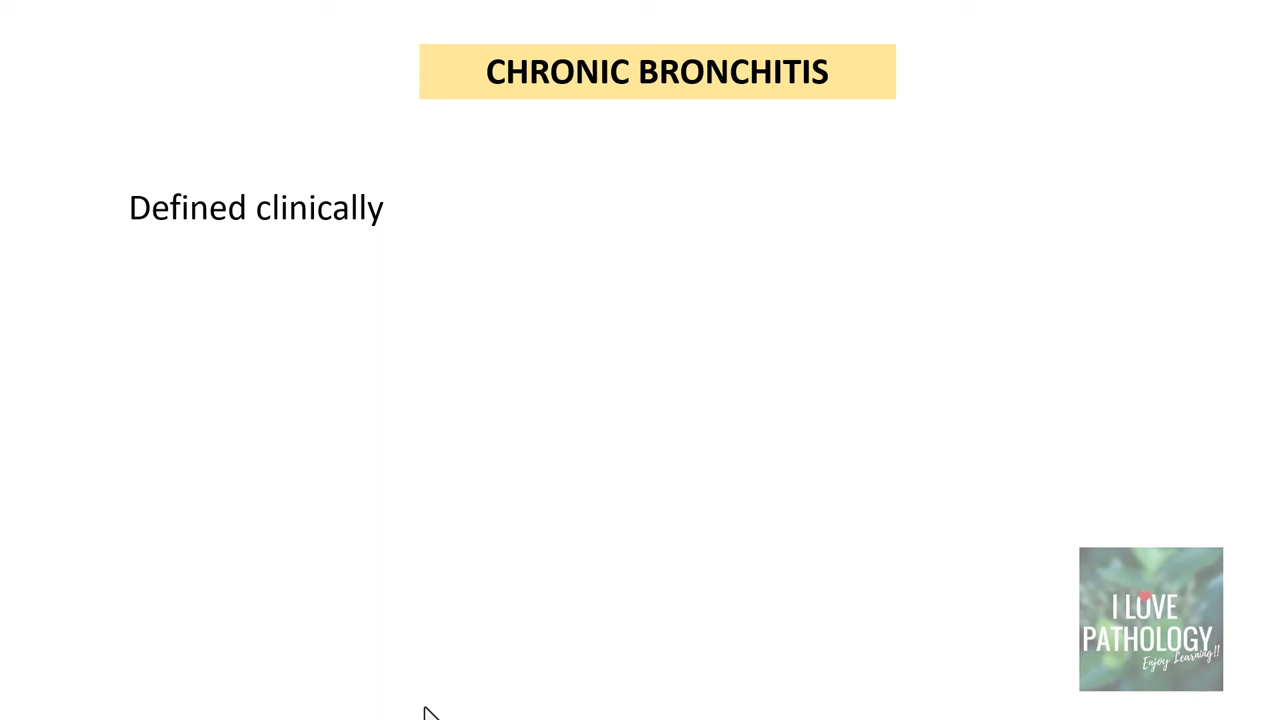 CHRONIC BRONCHITIS
Defined clinically
I LOVE
PATHOLOGY
Enjoy Learning!!